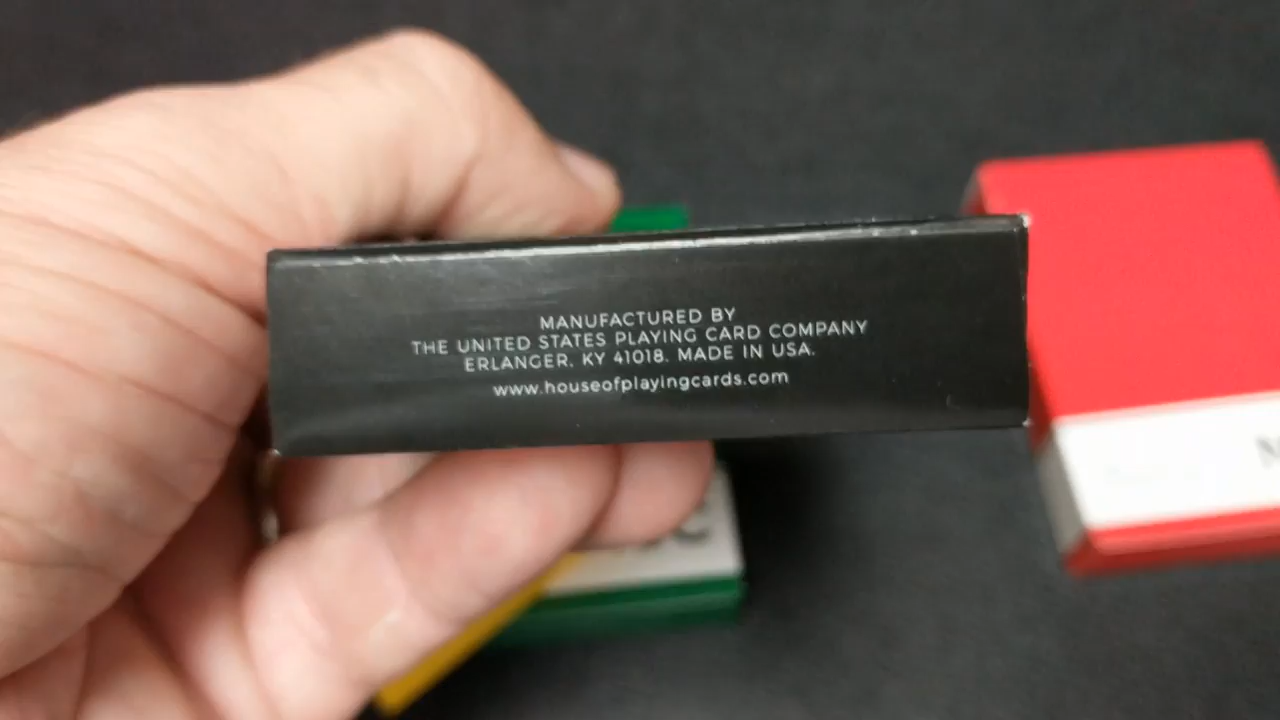 MANUFACTURED BY
THE UNITED STATES PLAYING CARD COMPANY
ERLANGER, KY 41018. MADE IN USA.
www.houseofplayingcards.com